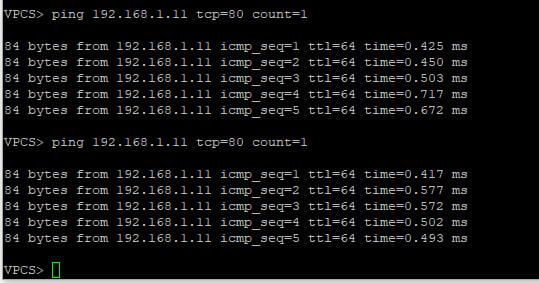 VPCS> ping 192.168.1.11 tcp=80 count=1
84 bytes from 192.168.1.11 icmp_seq=1 ttl=64 time=0.425 ms
84 bytes from 192.168.1.11 icmp_seq=2 ttl=64 time=0.450 ms
84 bytes from 192.168.1.11 icmp_seq=3 ttl=64 time=0.503 ms
84 bytes from 192.168.1.11 icmp_seq=4 ttl=64 time=0.717 ms
84 bytes from 192.168.1.11 icmp_seq=5 ttl=64 time=0.672 ms
VPCS> ping 192.168.1.11 tcp=80 count=1
84 bytes from 192.168.1.11 icmp_seq=1 ttl=64 time=0.417 ms
84 bytes from 192.168.1.11 icmp_seq=2 ttl=64 time=0.577 ms
84 bytes from 192.168.1.11 icmp_seq=3 ttl=64 time=0.572 ms
84 bytes from 192.168.1.11 icmp_seq=4 ttl=64 time=0.502 ms
84 bytes from 192.168.1.11 icmp_seq=5 ttl=64 time=0.493 ms
VPCS>